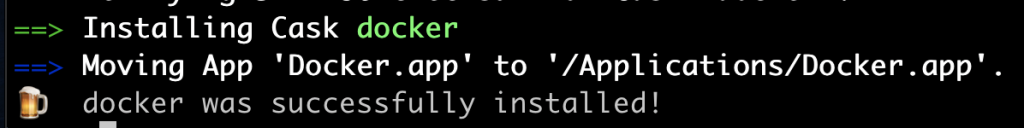 ==> Installing Cask docker
==> Moving App 'Docker.app' to '/Applications/Docker.app'.
🍺 docker was successfully installed!